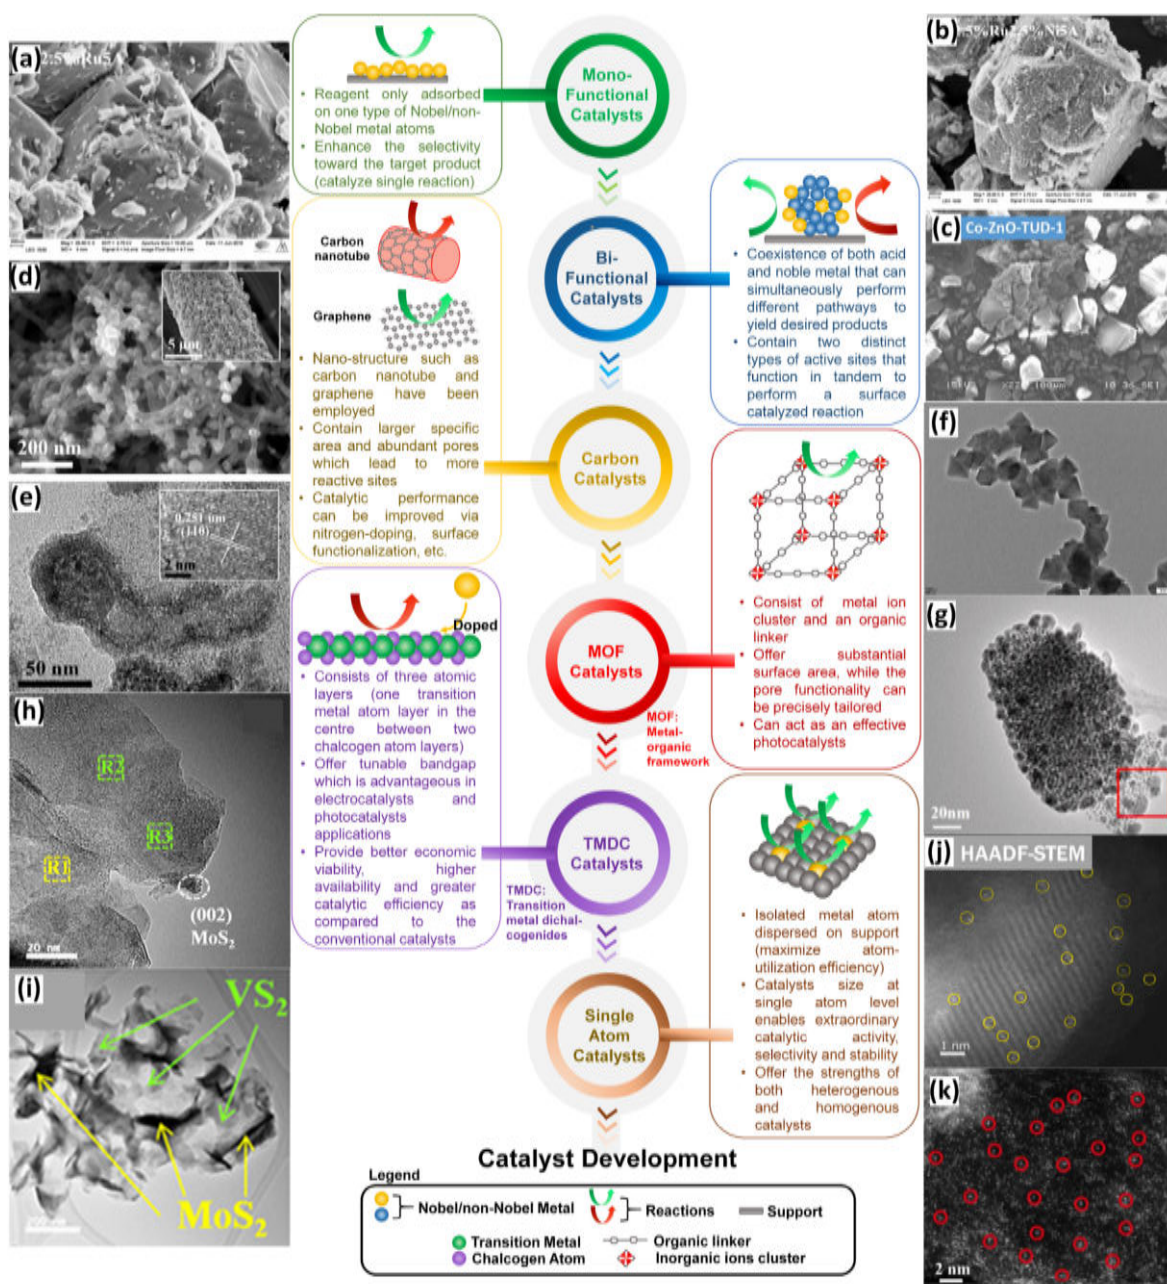 (a) 2.5%Ru5A
(d)
5 µm
200 nm
(e)
0.251 nm
(110)
2 nm
50 nm
(h)
R2
R3
R1
(002)
MoS2
20 nm
(i)
VS2
MoS2
• Reagent only adsorbed
on one type of Nobel/non-
Nobel metal atoms
• Enhance the selectivity
toward the target product
(catalyze single reaction)
Carbon
nanotube
Graphene
• Nano-structure such as
carbon nanotube and
graphene have been
employed
• Contain larger specific
area and abundant pores
which lead to more
reactive sites
• Catalytic performance
can be improved via
nitrogen-doping, surface
functionalization, etc.
Doped
• Consists of three atomic
layers (one transition
metal atom layer in the
centre between two
chalcogen atom layers)
• Offer tunable bandgap
which is advantageous in
electrocatalysts and
photocatalysts
applications
• Provide better economic
viability, higher
availability and greater
catalytic efficiency as
compared to the
conventional catalysts
Mono-
Functional
Catalysts
Bi-
Functional
Catalysts
Carbon
Catalysts
MOF
Catalysts
MOF:
Metal-
organic
framework
TMDC
Catalysts
TMDC:
Transition
metal dichal-
cogenides
Single
Atom
Catalysts
• Coexistence of both acid
and noble metal that can
simultaneously perform
different pathways to
yield desired products
• Contain two distinct
types of active sites that
function in tandem to
perform a surface
catalyzed reaction
• Consist of metal ion
cluster and an organic
linker
• Offer substantial
surface area, while the
pore functionality can
be precisely tailored
• Can act as an effective
photocatalysts
• Isolated metal atom
dispersed on support
(maximize atom-
utilization efficiency)
• Catalysts size at
single atom level
enables extraordinary
catalytic activity,
selectivity and stability
• Offer the strengths of
both heterogenous
and homogenous
catalysts
(b) .5%Ru2.5%Ni5A
(c) Co-ZnO-TUD-1
15kV X220 100µm 10 36 SEI
(f)
(g)
20nm
(j) HAADF-STEM
1 nm
(k)
2 nm
Catalyst Development
Legend
Nobel/non-Nobel Metal
Reactions
Support
Transition Metal
Organic linker
Chalcogen Atom
Inorganic ions cluster